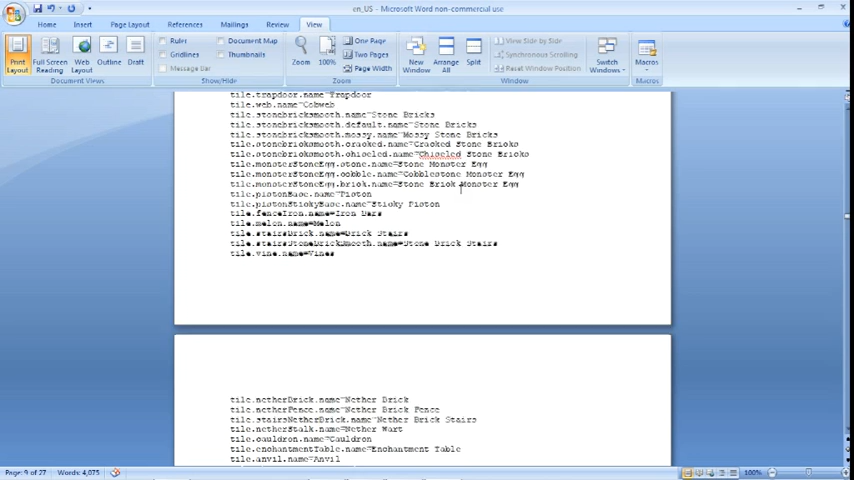 en_US - Microsoft Word non-commercial use
Home Insert Page Layout References Mailings Review View
Print Layout
Full Screen Reading
Web Layout
Outline
Draft
Document Views
Ruler
Gridlines
Message Bar
Document Map
Thumbnails
Show/Hide
Zoom
100%
One Page
Two Pages
Page Width
Zoom
New Window
Arrange All
Split
View Side by Side
Synchronous Scrolling
Reset Window Position
Switch Windows
Window
Macros
Macros
tile.trapdoor.name=Trapdoor
tile.web.name=Cobweb
tile.stonebricksmooth.name=Stone Bricks
tile.stonebricksmooth.default.name=Stone Bricks
tile.stonebricksmooth.mossy.name=Mossy Stone Bricks
tile.stonebricksmooth.cracked.name=Cracked Stone Bricks
tile.stonebricksmooth.chiseled.name=Chiseled Stone Bricks
tile.monsterStoneEgg.stone.name=Stone Monster Egg
tile.monsterStoneEgg.cobble.name=Cobblestone Monster Egg
tile.monsterStoneEgg.brick.name=Stone Brick Monster Egg
tile.pistonBase.name=Piston
tile.pistonStickyBase.name=Sticky Piston
tile.fenceIron.name=Iron Bars
tile.melon.name=Melon
tile.stairsBrick.name=Brick Stairs
tile.stairsStoneBrickSmooth.name=Stone Brick Stairs
tile.vine.name=Vines
tile.netherBrick.name=Nether Brick
tile.netherFence.name=Nether Brick Fence
tile.stairsNetherBrick.name=Nether Brick Stairs
tile.netherStalk.name=Nether Wart
tile.cauldron.name=Cauldron
tile.enchantmentTable.name=Enchantment Table
tile.anvil.name=Anvil
Page: 9 of 27 Words: 4,075 100%